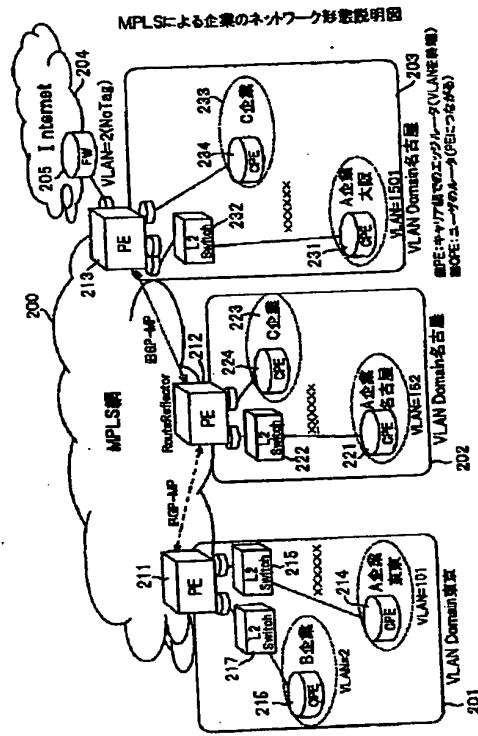 MPLSによる企業のネットワーク形態説明図
200
MPLS網
204
Internet
205
FW
VLAN=2(NoTag)
213
PE
iBGP-MP
212
RouteReflector
PE
iBGP-MP
211
PE
203
233
C企業
234
CPE
232
L2
Switch
XXXXXXX
A企業
大阪
231
CPE
VLAN=1501
VLAN Domain名古屋
223
C企業
224
CPE
L2
Switch
222
XXXXXXX
A企業
名古屋
221
CPE
VLAN=152
VLAN Domain名古屋
202
217
L2
Switch
L2
Switch
215
XXXXXXX
B企業
216
CPE
VLAN=2
214
A企業
東京
CPE
VLAN=101
VLAN Domain東京
201
PE:キャリア網でのエッジルータ(VLANを終端)
CPE:ユーザのルータ(PEにつながる)